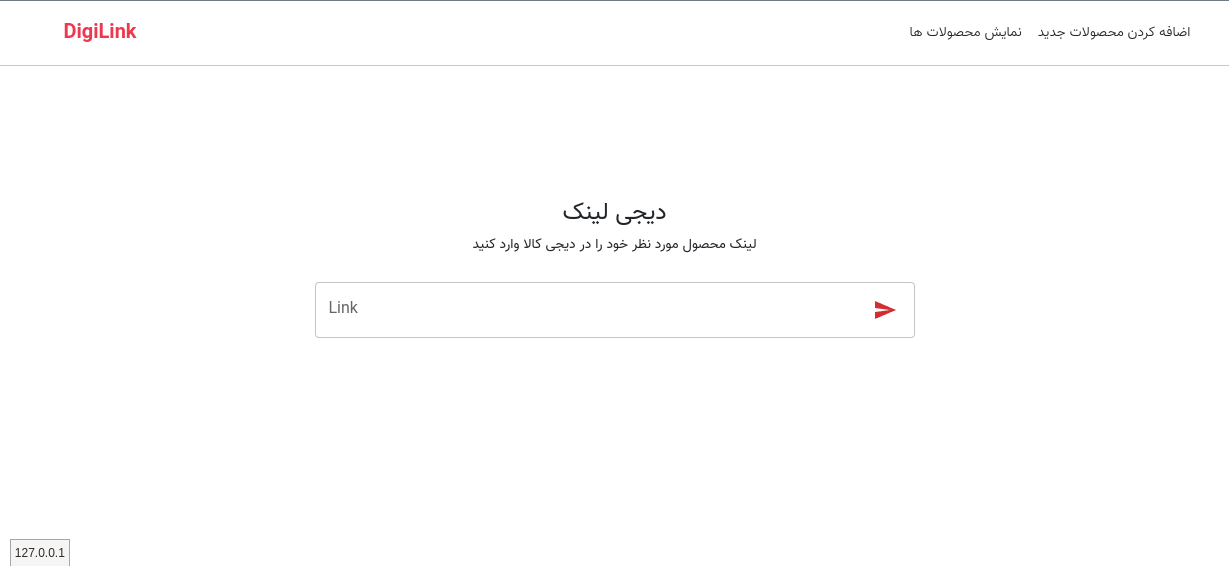 DigiLink
اضافه کردن محصولات جدید
نمایش محصولات ها
دیجی لینک
لینک محصول مورد نظر خود را در دیجی کالا وارد کنید
Link
127.0.0.1